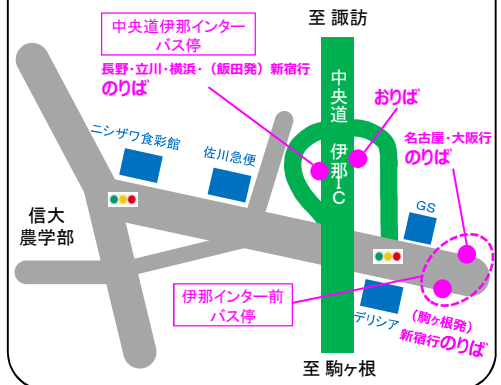 至 諏訪
中央道伊那インター
バス停
長野・立川・横浜・（飯田発）新宿行
のりば
中央道 伊那IC
おりば
名古屋・大阪行
のりば
ニシザワ食彩館
佐川急便
GS
信大
農学部
伊那インター前
バス停
デリシア
（駒ヶ根発）
新宿行のりば
至 駒ヶ根